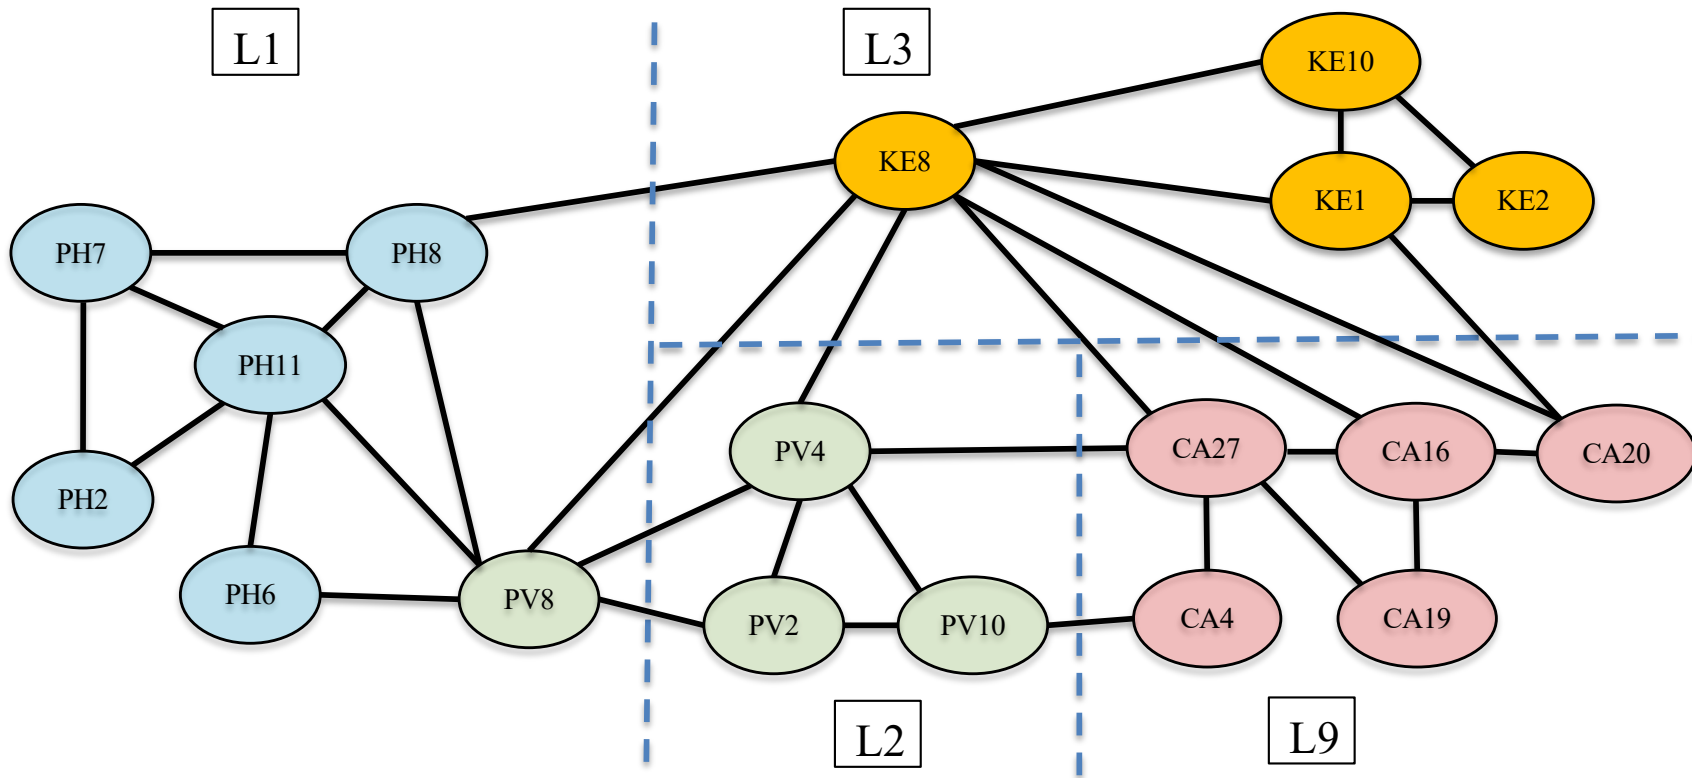 L1
L3
KE10
KE8
KE1
KE2
PH7
PH8
PH11
PH2
PH6
PV8
PV4
PV2
PV10
CA27
CA16
CA20
CA4
CA19
L2
L9